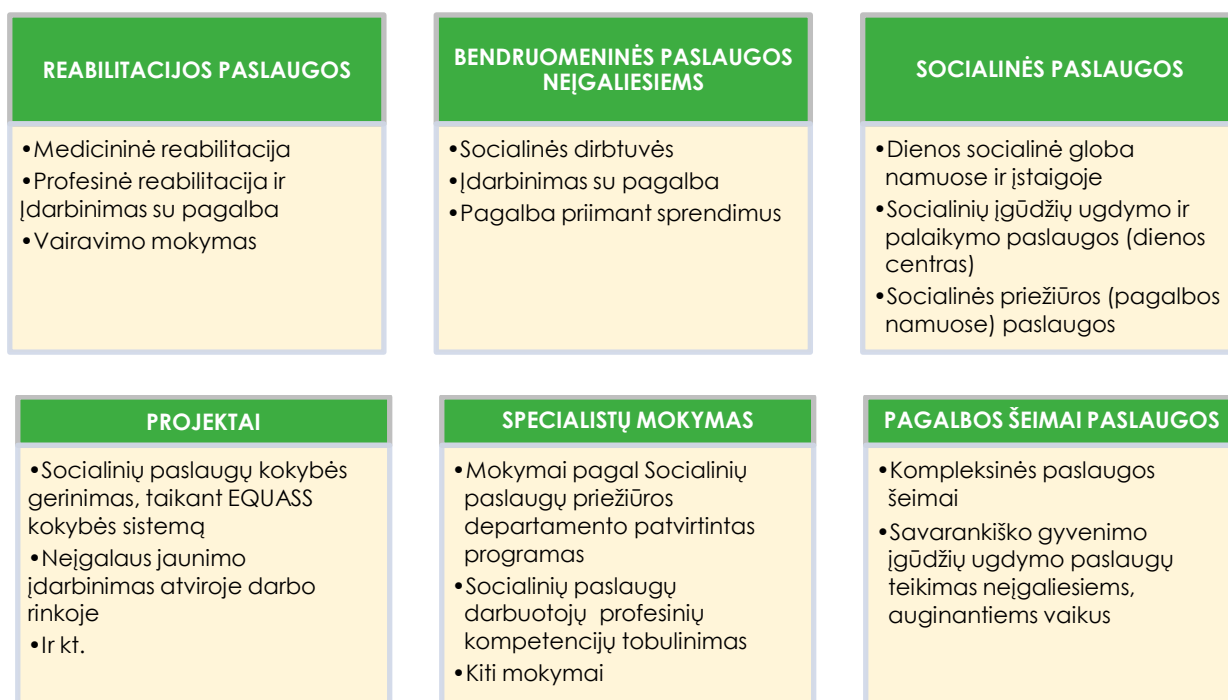 REABILITACIJOS PASLAUGOS
•Medicininė reabilitacija
•Profesinė reabilitacija ir
Įdarbinimas su pagalba
•Vairavimo mokymas
BENDRUOMENINĖS PASLAUGOS
NEĮGALIESIEMS
•Socialinės dirbtuvės
•Įdarbinimas su pagalba
•Pagalba priimant sprendimus
SOCIALINĖS PASLAUGOS
•Dienos socialinė globa
namuose ir įstaigoje
•Socialinių įgūdžių ugdymo ir
palaikymo paslaugos (dienos
centras)
•Socialinės priežiūros (pagalbos
namuose) paslaugos
PROJEKTAI
•Socialinių paslaugų kokybės
gerinimas, taikant EQUASS
kokybės sistemą
•Neįgalaus jaunimo
įdarbinimas atviroje darbo
rinkoje
•Ir kt.
SPECIALISTŲ MOKYMAS
•Mokymai pagal Socialinių
paslaugų priežiūros
departamento patvirtintas
programas
•Socialinių paslaugų
darbuotojų profesinių
kompetencijų tobulinimas
•Kiti mokymai
PAGALBOS ŠEIMAI PASLAUGOS
•Kompleksinės paslaugos
šeimai
•Savarankiško gyvenimo
įgūdžių ugdymo paslaugų
teikimas neįgaliesiems,
auginantiems vaikus